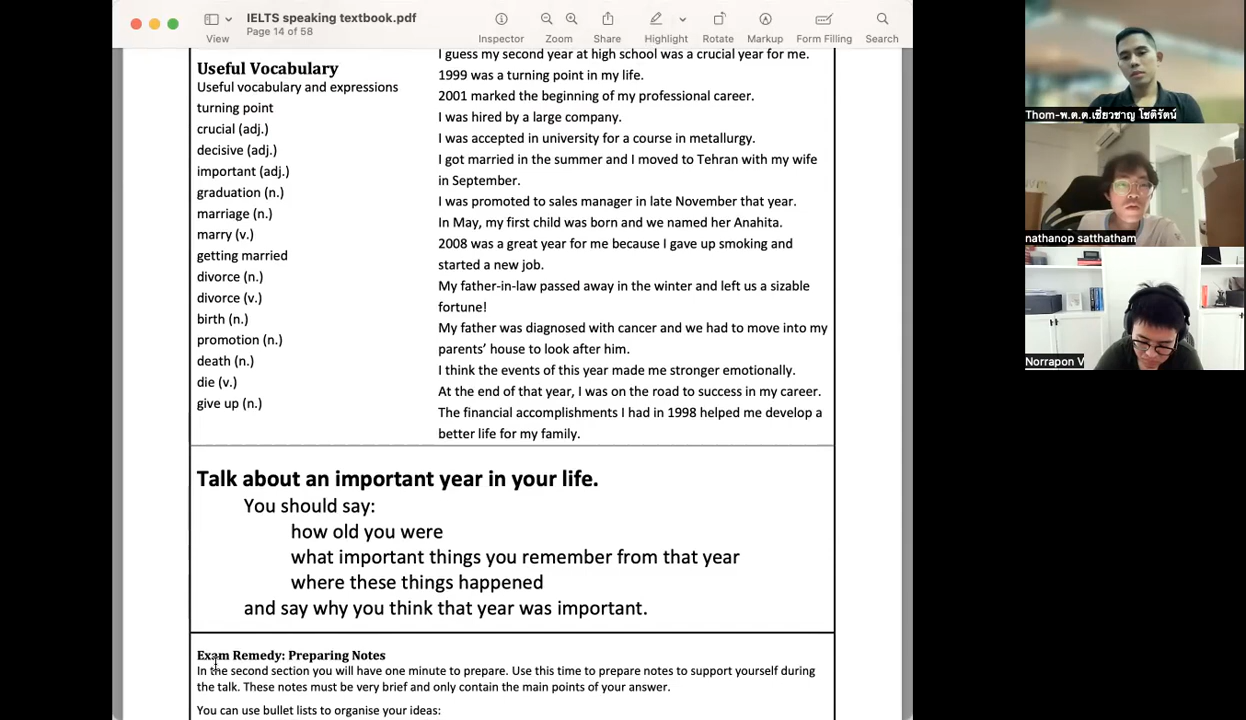 IELTS speaking textbook.pdf
Page 14 of 58
View
Inspector
Zoom
Share
Highlight
Rotate
Markup
Form Filling
Search
Useful Vocabulary
Useful vocabulary and expressions
turning point
crucial (adj.)
decisive (adj.)
important (adj.)
graduation (n.)
marriage (n.)
marry (v.)
getting married
divorce (n.)
divorce (v.)
birth (n.)
promotion (n.)
death (n.)
die (v.)
give up (n.)
I guess my second year at high school was a crucial year for me.
1999 was a turning point in my life.
2001 marked the beginning of my professional career.
I was hired by a large company.
I was accepted in university for a course in metallurgy.
I got married in the summer and I moved to Tehran with my wife
in September.
I was promoted to sales manager in late November that year.
In May, my first child was born and we named her Anahita.
2008 was a great year for me because I gave up smoking and
started a new job.
My father-in-law passed away in the winter and left us a sizable
fortune!
My father was diagnosed with cancer and we had to move into my
parents’ house to look after him.
I think the events of this year made me stronger emotionally.
At the end of that year, I was on the road to success in my career.
The financial accomplishments I had in 1998 helped me develop a
better life for my family.
Talk about an important year in your life.
You should say:
how old you were
what important things you remember from that year
where these things happened
and say why you think that year was important.
Exam Remedy: Preparing Notes
In the second section you will have one minute to prepare. Use this time to prepare notes to support yourself during
the talk. These notes must be very brief and only contain the main points of your answer.
You can use bullet lists to organise your ideas:
Thom-พ.ต.ต.เชี่ยวชาญ โชติรัตน์
nathanop satthatham
Norrapon V